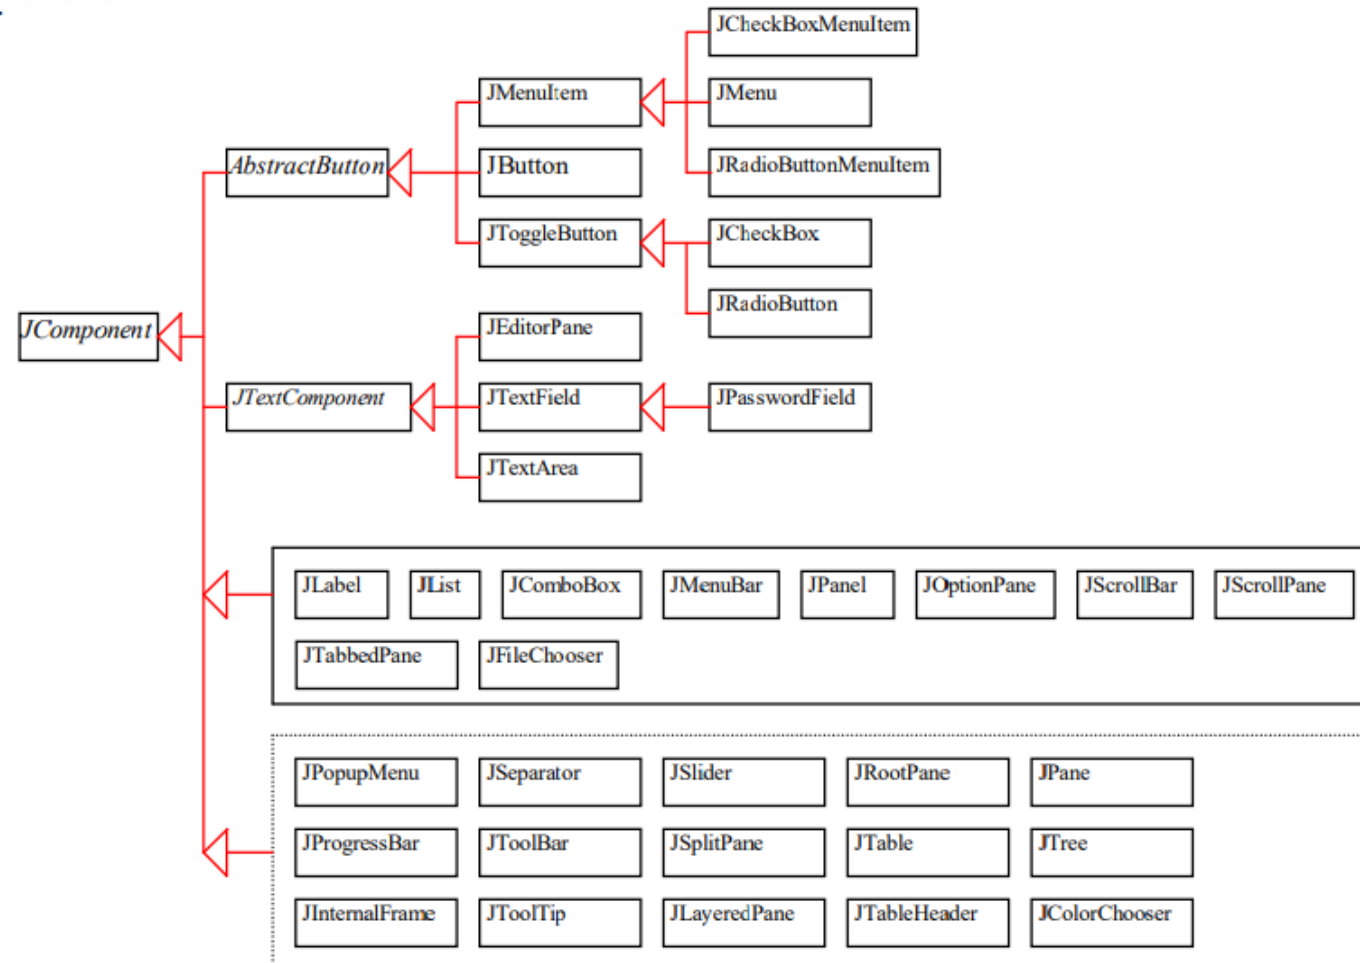 JCheckBoxMenuItem
JMenuItem
JMenu
AbstractButton
JButton
JRadioButtonMenuItem
JToggleButton
JCheckBox
JRadioButton
JComponent
JEditorPane
JTextComponent
JTextField
JPasswordField
JTextArea
JLabel JList JComboBox JMenuBar JPanel JOptionPane JScrollBar JScrollPane
JTabbedPane JFileChooser
JPopupMenu JSeparator JSlider JRootPane JPane
JProgressBar JToolBar JSplitPane JTable JTree
JInternalFrame JToolTip JLayeredPane JTableHeader JColorChooser